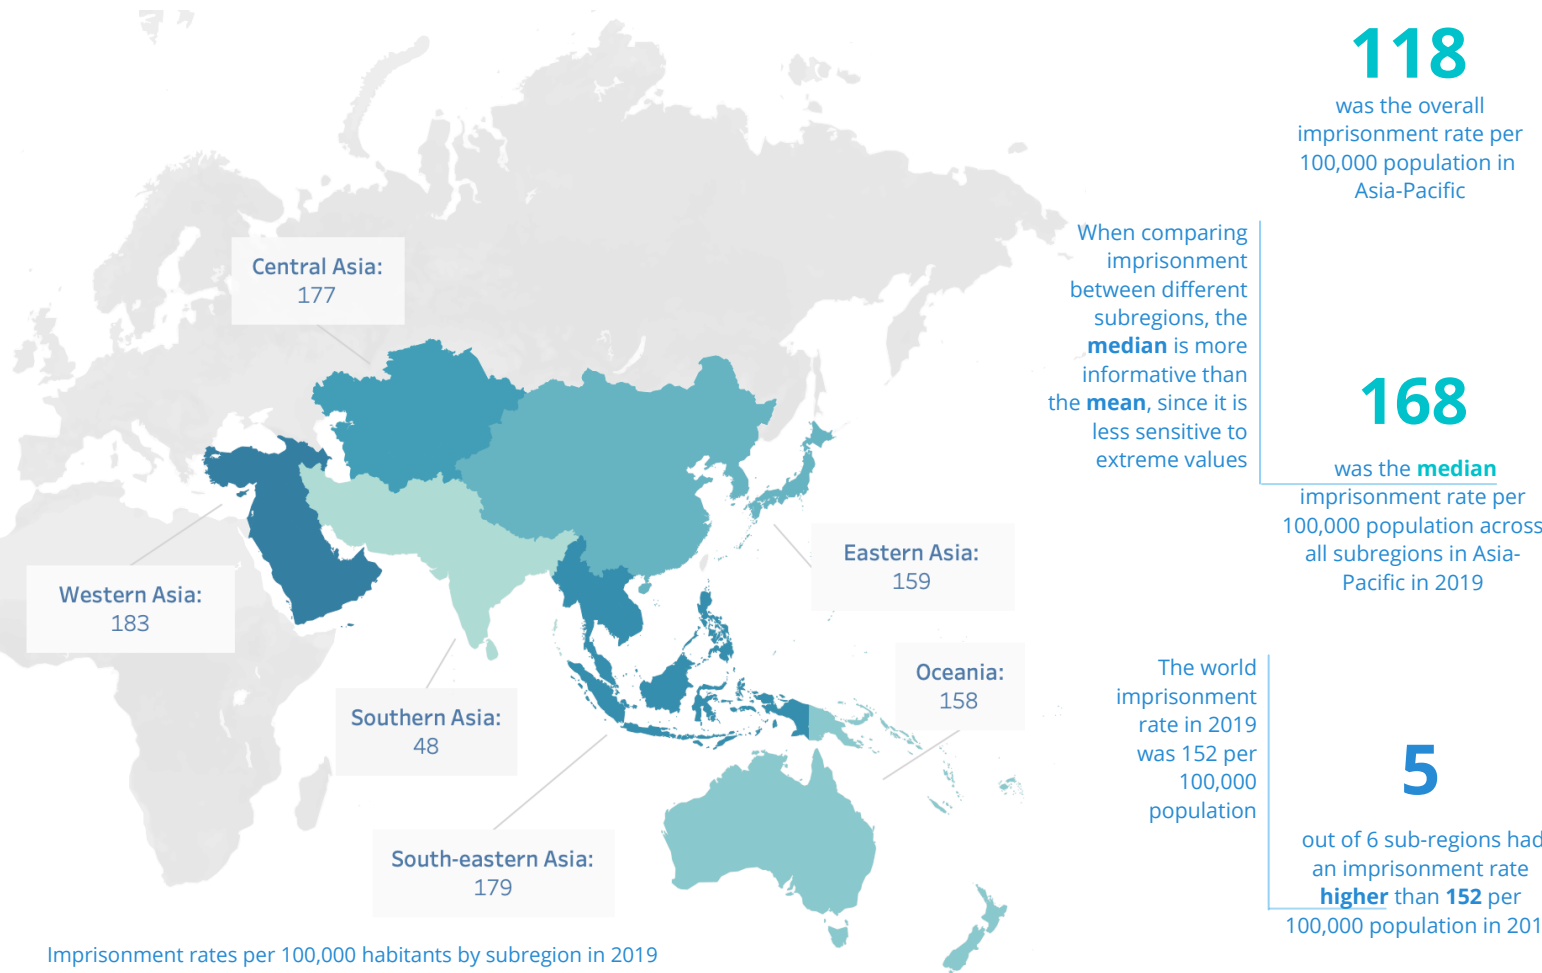 118
was the overall
imprisonment rate per
100,000 population in
Asia-Pacific
When comparing
imprisonment
between different
subregions, the
median is more
informative than
the mean, since it is
less sensitive to
extreme values
168
was the median
imprisonment rate per
100,000 population across
all subregions in Asia-
Pacific in 2019
The world
imprisonment
rate in 2019
was 152 per
100,000
population
5
out of 6 sub-regions had
an imprisonment rate
higher than 152 per
100,000 population in 201
Central Asia:
177
Eastern Asia:
159
Western Asia:
183
Oceania:
158
Southern Asia:
48
South-eastern Asia:
179
Imprisonment rates per 100,000 habitants by subregion in 2019